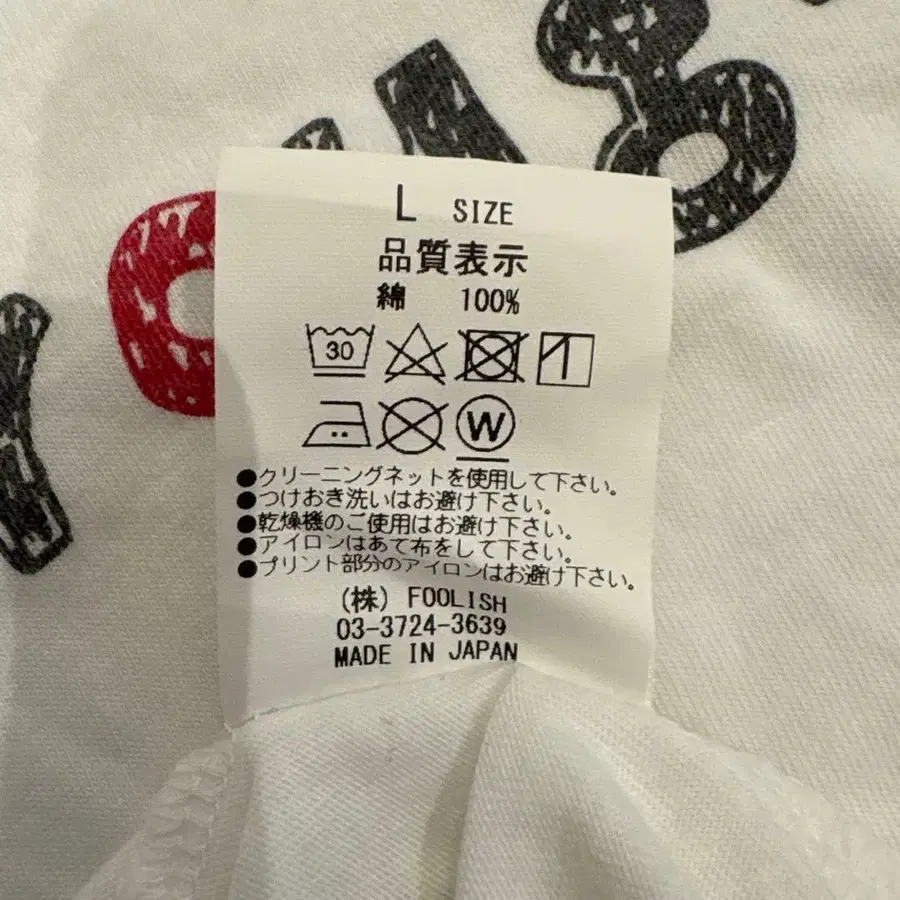 L SIZE
品質表示
綿 100%
30
W
●クリーニングネットを使用して下さい。
●つけおき洗いはお避け下さい。
●乾燥機のご使用はお避け下さい。
●アイロンはあて布をして下さい。
●プリント部分のアイロンはお避け下さい。
(株) FOOLISH
03-3724-3639
MADE IN JAPAN